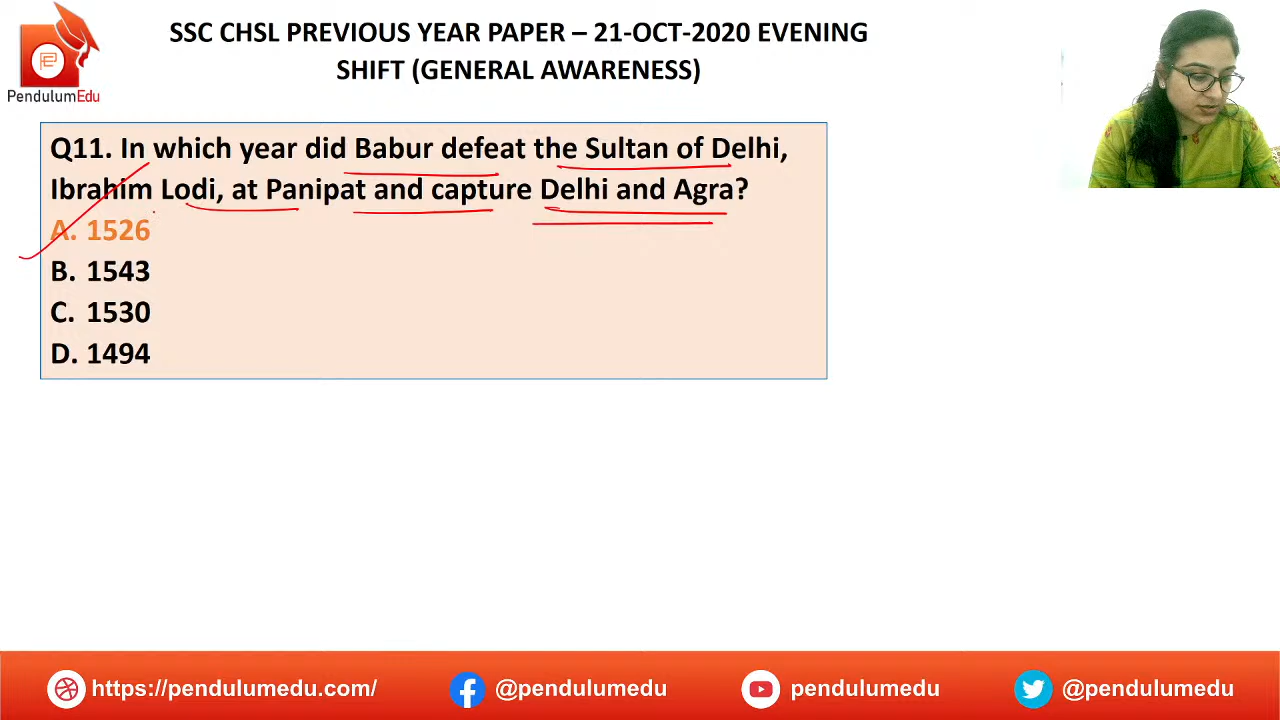 SSC CHSL PREVIOUS YEAR PAPER – 21-OCT-2020 EVENING
SHIFT (GENERAL AWARENESS)
PendulumEdu
Q11. In which year did Babur defeat the Sultan of Delhi,
Ibrahim Lodi, at Panipat and capture Delhi and Agra?
A. 1526
B. 1543
C. 1530
D. 1494
https://pendulumedu.com/
@pendulumedu
pendulumedu
@pendulumedu